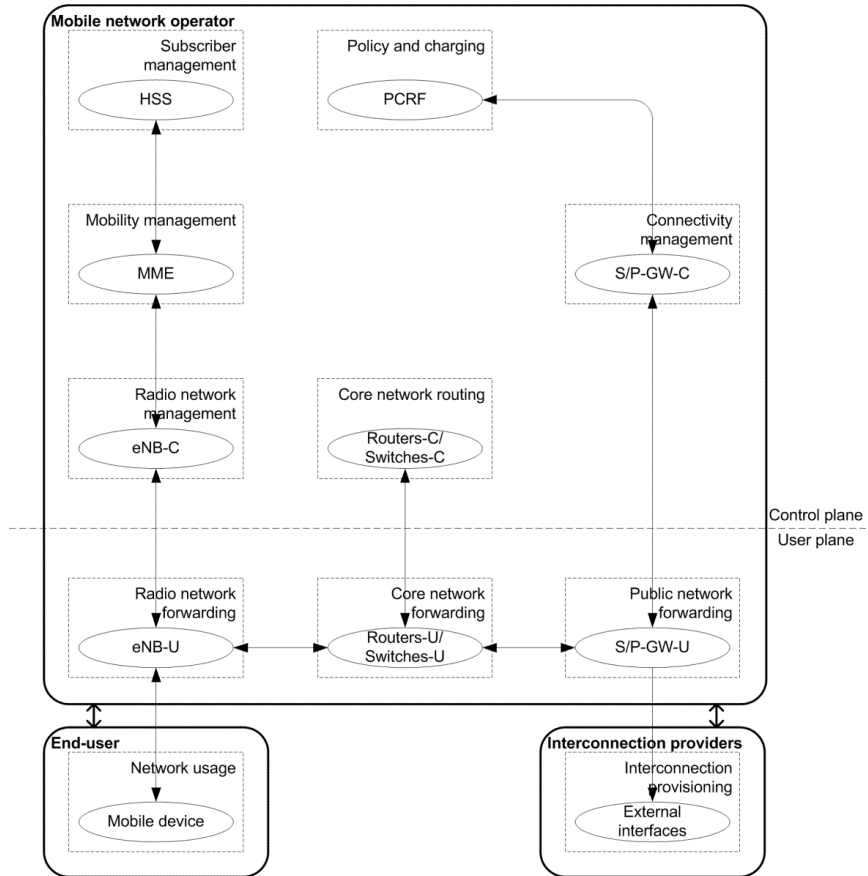 Mobile network operator
Subscriber
management
HSS
Policy and charging
PCRF
Mobility management
MME
Connectivity
management
S/P-GW-C
Radio network
management
eNB-C
Core network routing
Routers-C/
Switches-C
Control plane
User plane
Radio network
forwarding
eNB-U
Core network
forwarding
Routers-U/
Switches-U
Public network
forwarding
S/P-GW-U
End-user
Network usage
Mobile device
Interconnection providers
Interconnection
provisioning
External
interfaces